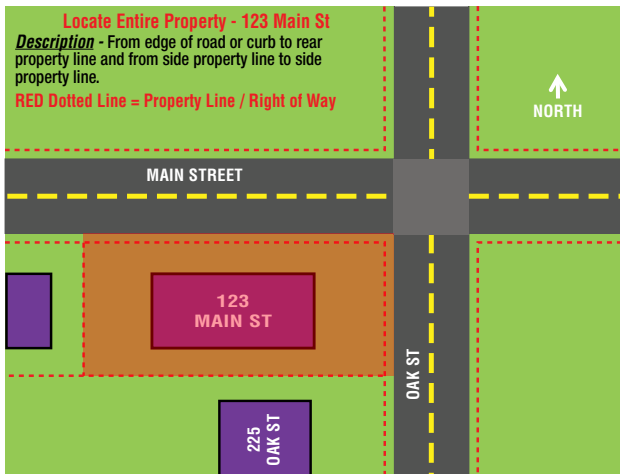 Locate Entire Property - 123 Main St
Description - From edge of road or curb to rear
property line and from side property line to side
property line.
RED Dotted Line = Property Line / Right of Way
NORTH
MAIN STREET
123
MAIN ST
OAK ST
225
OAK ST